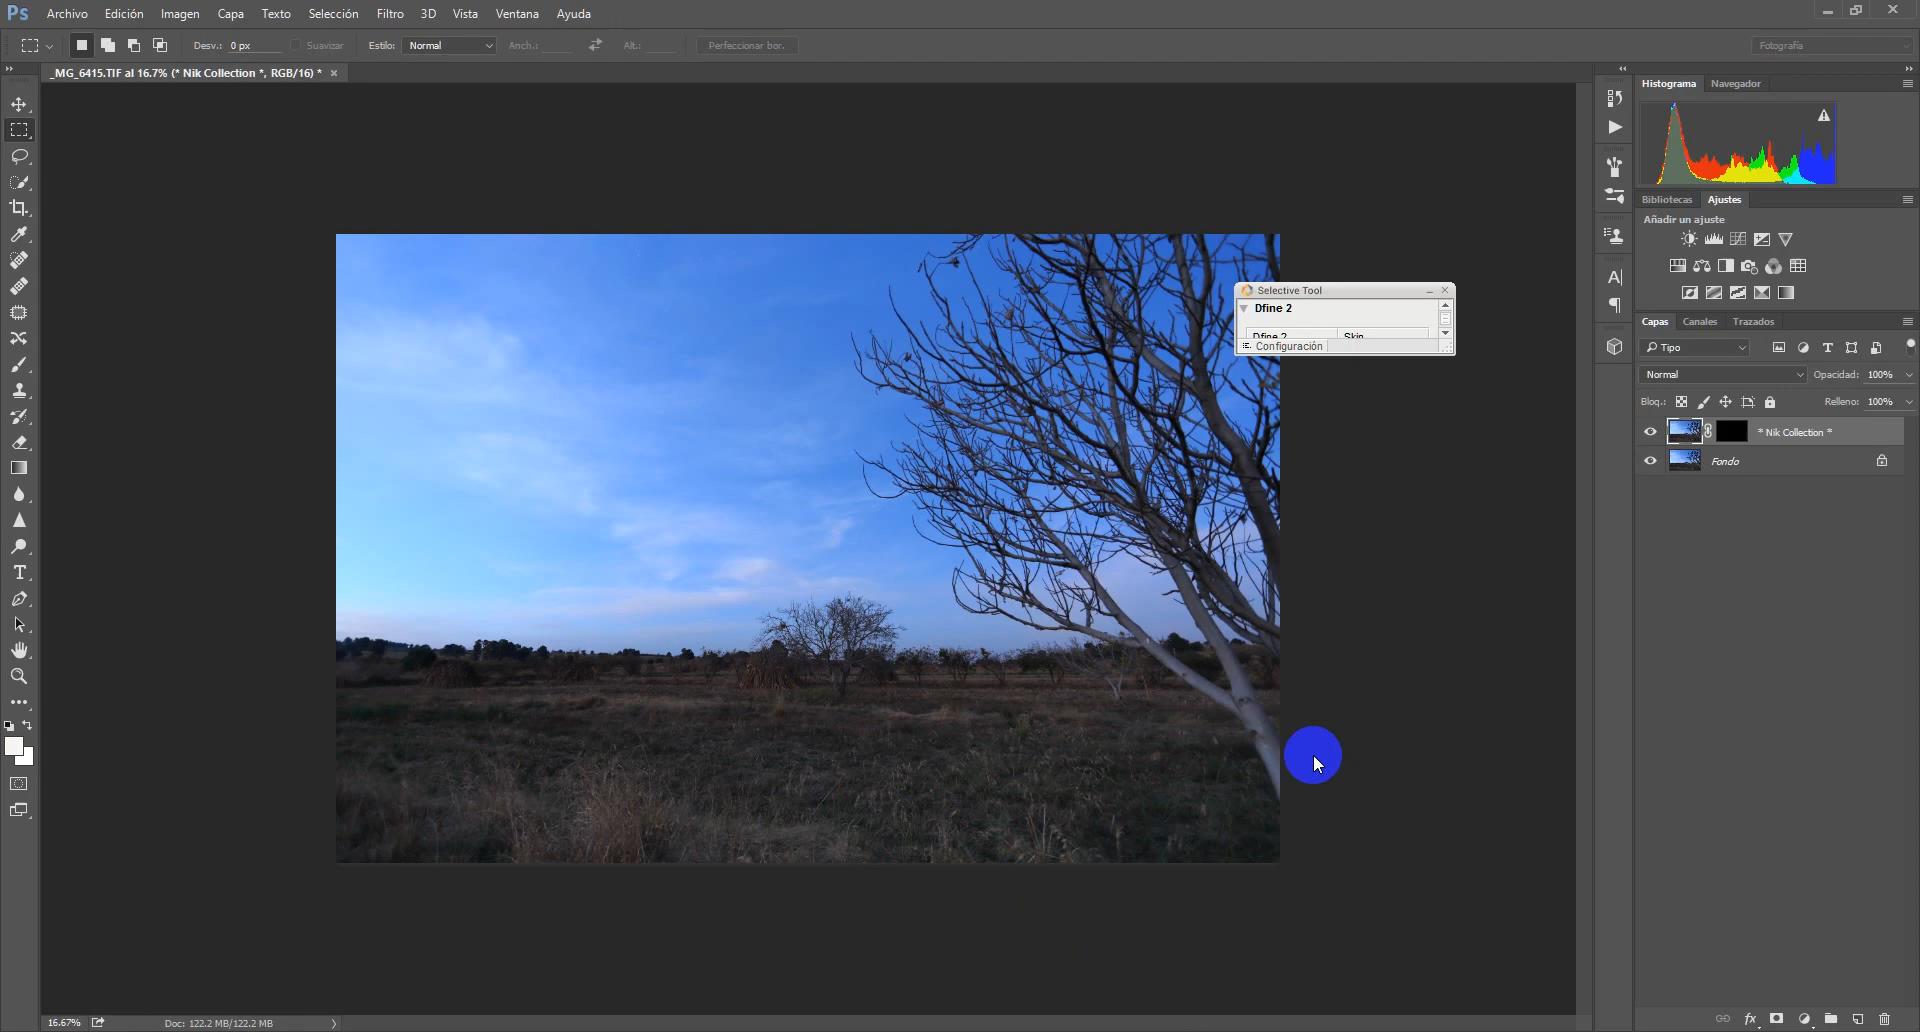 Ps Archivo Edición Imagen Capa Texto Selección Filtro 3D Vista Ventana Ayuda
Desv.: 0 px Suavizar Estilo: Normal Anch.: Alt.: Perfeccionar bor. Fotografía
_MG_6415.TIF al 16.7% (* Nik Collection *, RGB/16) *
Histograma Navegador
Bibliotecas Ajustes
Añadir un ajuste
Selective Tool
Dfine 2
Dfine 2 Skin
Configuración
Capas Canales Trazados
Tipo
Normal Opacidad: 100%
Bloq.: Relleno: 100%
* Nik Collection *
Fondo
16.67% Doc: 122.2 MB/122.2 MB